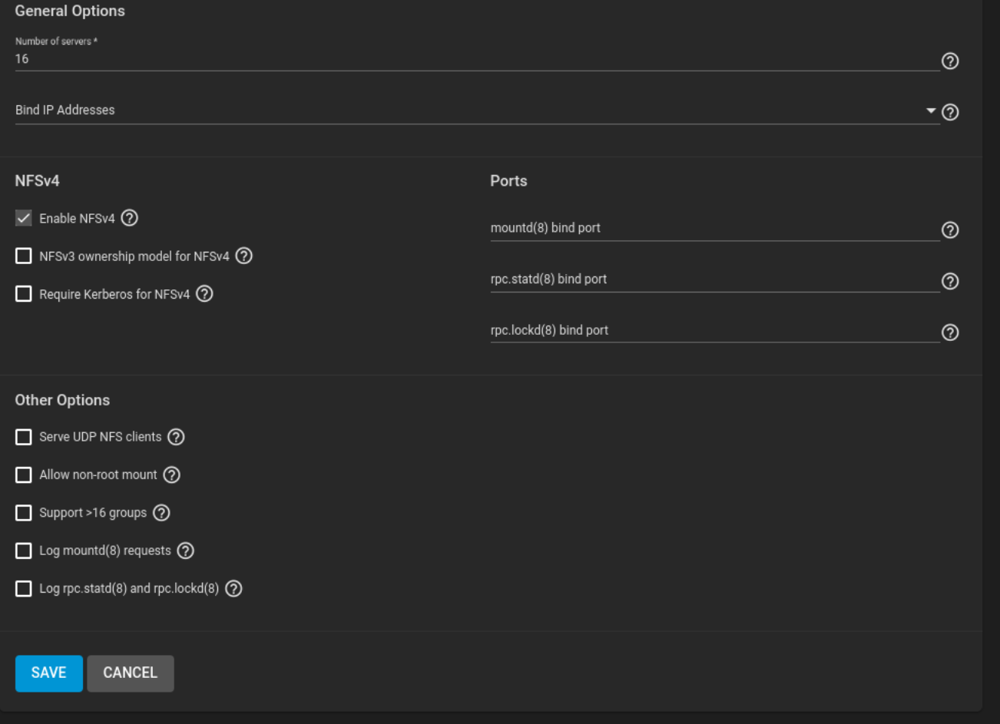 General Options
Number of servers *
16
Bind IP Addresses
NFSv4
Enable NFSv4
NFSv3 ownership model for NFSv4
Require Kerberos for NFSv4
Ports
mountd(8) bind port
rpc.statd(8) bind port
rpc.lockd(8) bind port
Other Options
Serve UDP NFS clients
Allow non-root mount
Support >16 groups
Log mountd(8) requests
Log rpc.statd(8) and rpc.lockd(8)
SAVE CANCEL